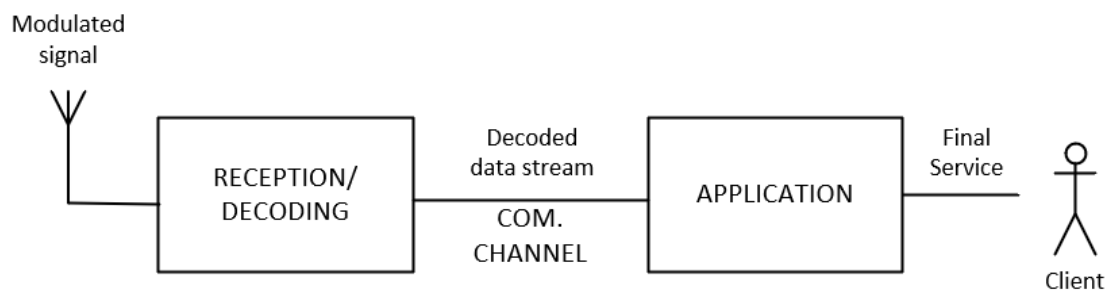 Modulated
signal
RECEPTION/
DECODING
Decoded
data stream
COM.
CHANNEL
APPLICATION
Final
Service
Client